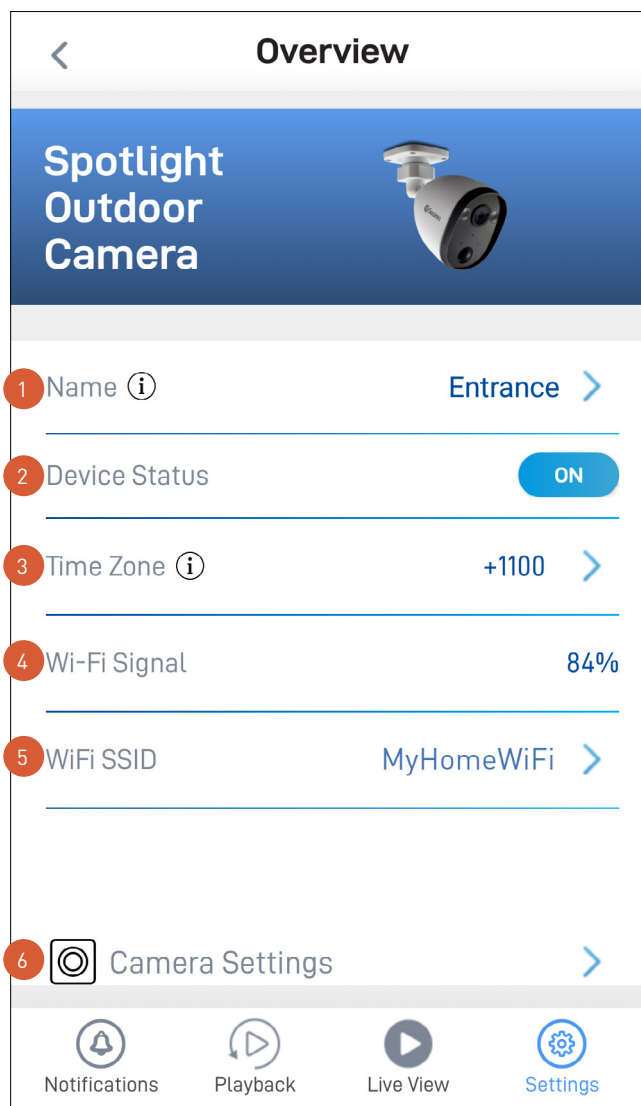 Overview
Spotlight
Outdoor
Camera
1 Name i Entrance
2 Device Status ON
3 Time Zone i +1100
4 Wi-Fi Signal 84%
5 WiFi SSID MyHomeWiFi
6 Camera Settings
Notifications Playback Live View Settings